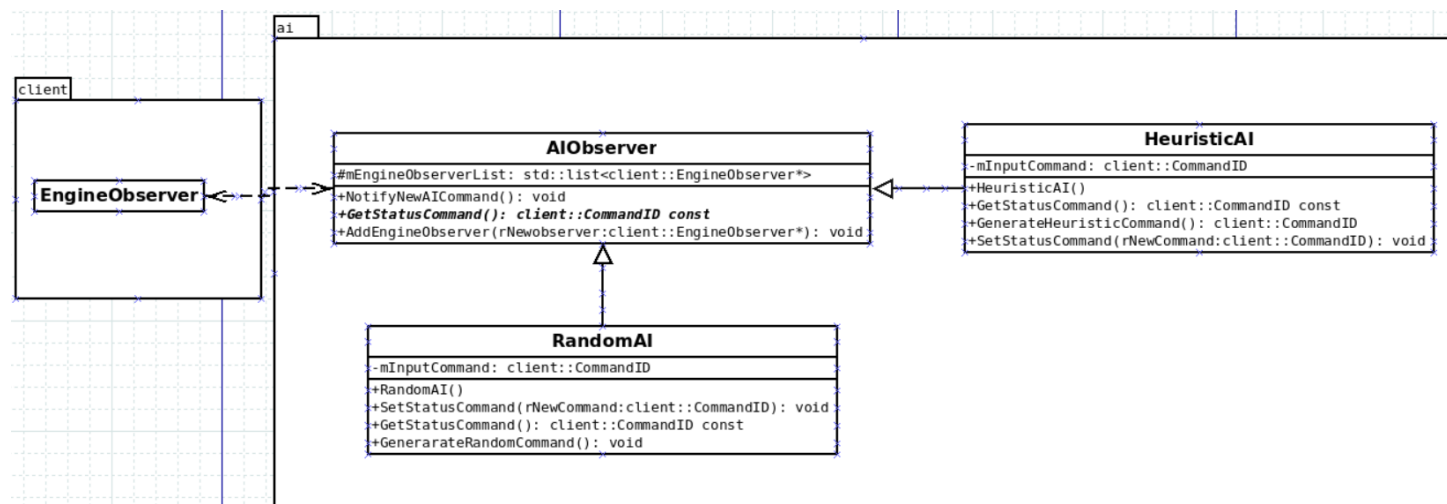 ai
client
EngineObserver
AIObserver
#mEngineObserverList: std::list<client::EngineObserver*>
+NotifyNewAICommand(): void
+GetStatusCommand(): client::CommandID const
+AddEngineObserver(rNewobserver:client::EngineObserver*): void
HeuristicAI
-mInputCommand: client::CommandID
+HeuristicAI()
+GetStatusCommand(): client::CommandID const
+GenerateHeuristicCommand(): client::CommandID
+SetStatusCommand(rNewCommand:client::CommandID): void
RandomAI
-mInputCommand: client::CommandID
+RandomAI()
+SetStatusCommand(rNewCommand:client::CommandID): void
+GetStatusCommand(): client::CommandID const
+GenerarateRandomCommand(): void